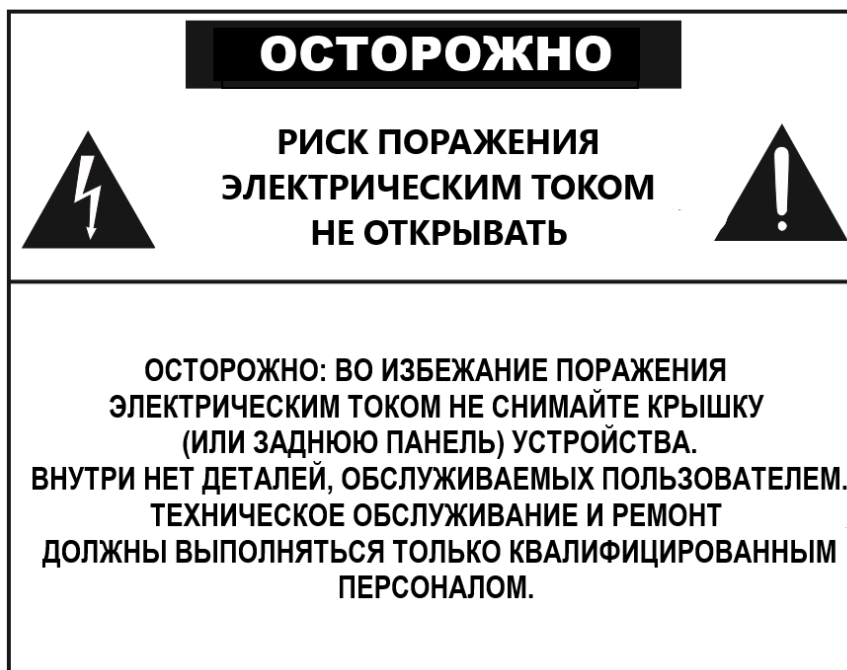 ОСТОРОЖНО
РИСК ПОРАЖЕНИЯ
ЭЛЕКТРИЧЕСКИМ ТОКОМ
НЕ ОТКРЫВАТЬ
ОСТОРОЖНО: ВО ИЗБЕЖАНИЕ ПОРАЖЕНИЯ
ЭЛЕКТРИЧЕСКИМ ТОКОМ НЕ СНИМАЙТЕ КРЫШКУ
(ИЛИ ЗАДНЮЮ ПАНЕЛЬ) УСТРОЙСТВА.
ВНУТРИ НЕТ ДЕТАЛЕЙ, ОБСЛУЖИВАЕМЫХ ПОЛЬЗОВАТЕЛЕМ.
ТЕХНИЧЕСКОЕ ОБСЛУЖИВАНИЕ И РЕМОНТ
ДОЛЖНЫ ВЫПОЛНЯТЬСЯ ТОЛЬКО КВАЛИФИЦИРОВАННЫМ
ПЕРСОНАЛОМ.